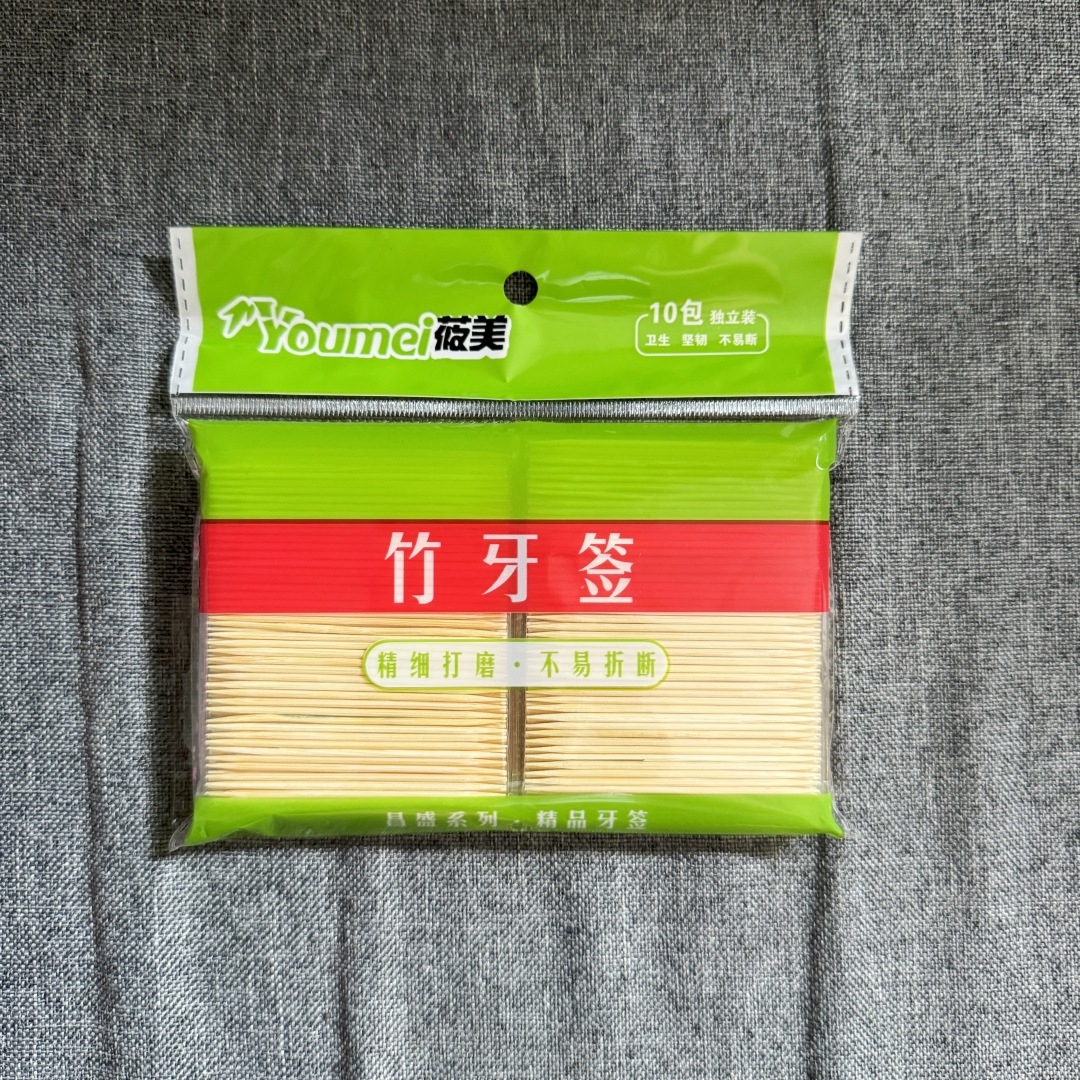 Youmei莜美
10包 独立装
卫生 坚韧 不易断
竹牙签
精细打磨·不易折断
昌盛系列·精品牙签